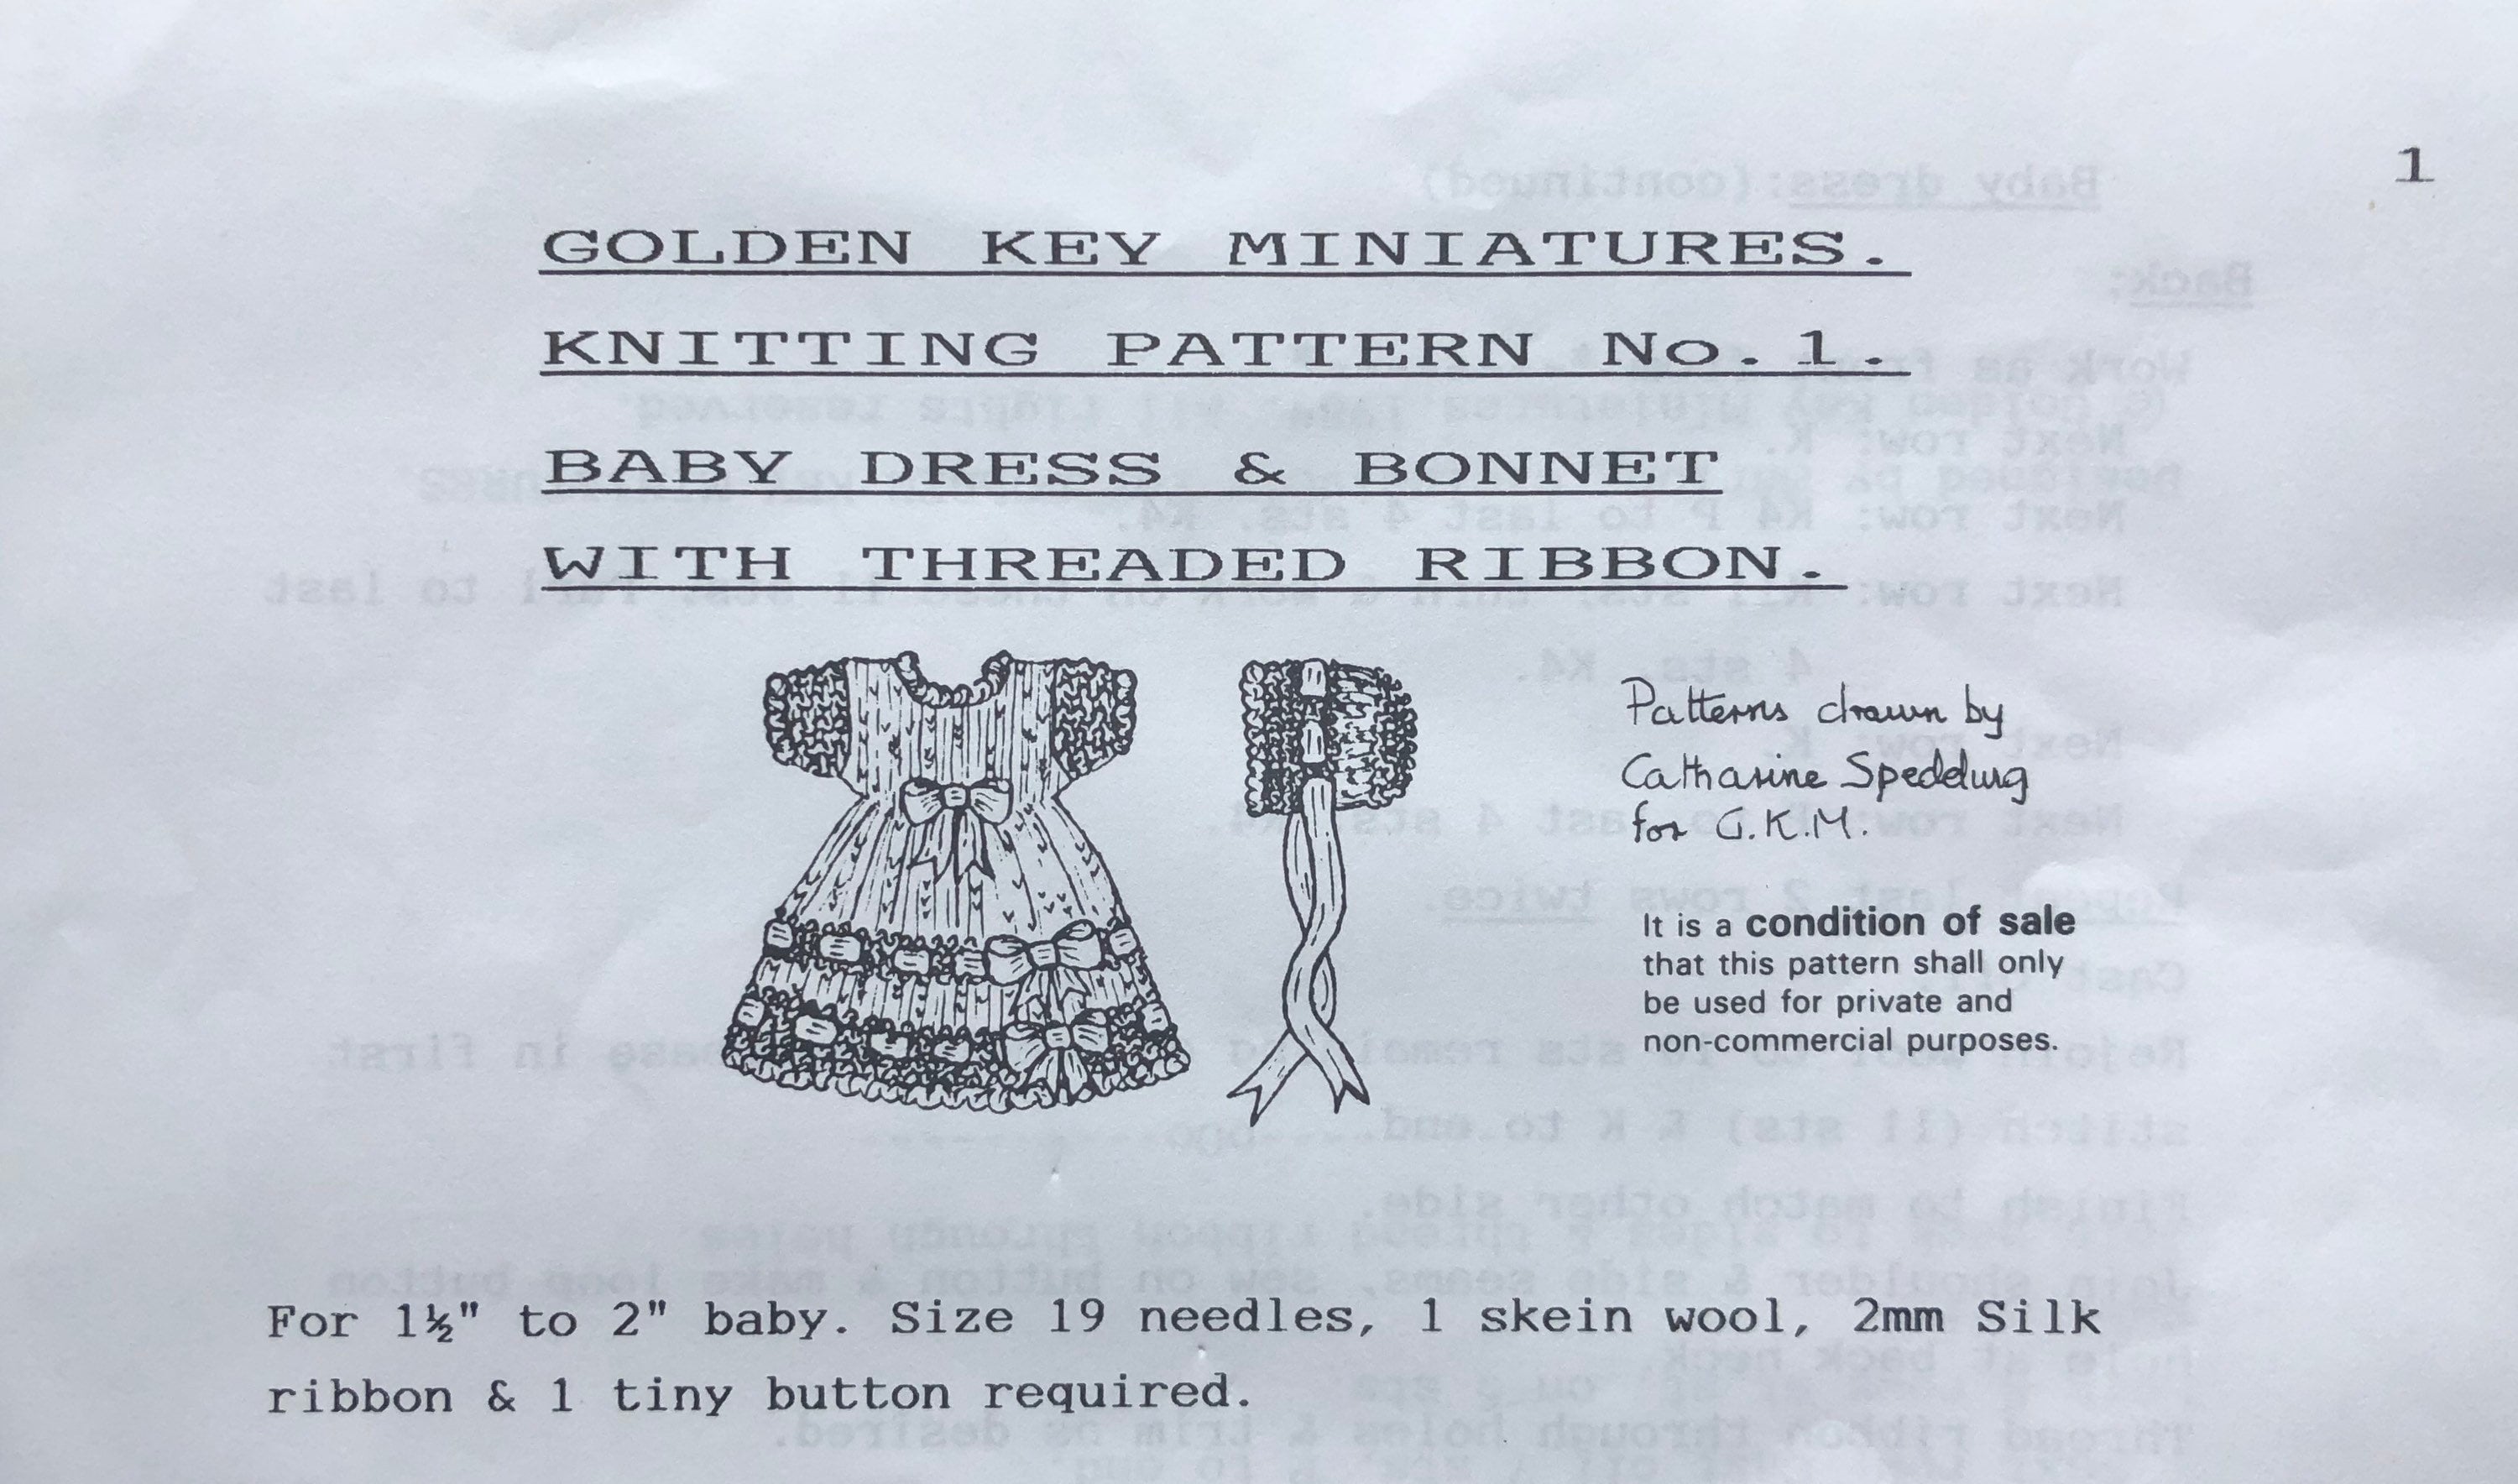 1
GOLDEN KEY MINIATURES.
KNITTING PATTERN No.1.
BABY DRESS & BONNET
WITH THREADED RIBBON.
Patterns drawn by
Catharine Spedding
for G.K.M.
It is a condition of sale
that this pattern shall only
be used for private and
non-commercial purposes.
For 1½" to 2" baby. Size 19 needles, 1 skein wool, 2mm Silk
ribbon & 1 tiny button required.